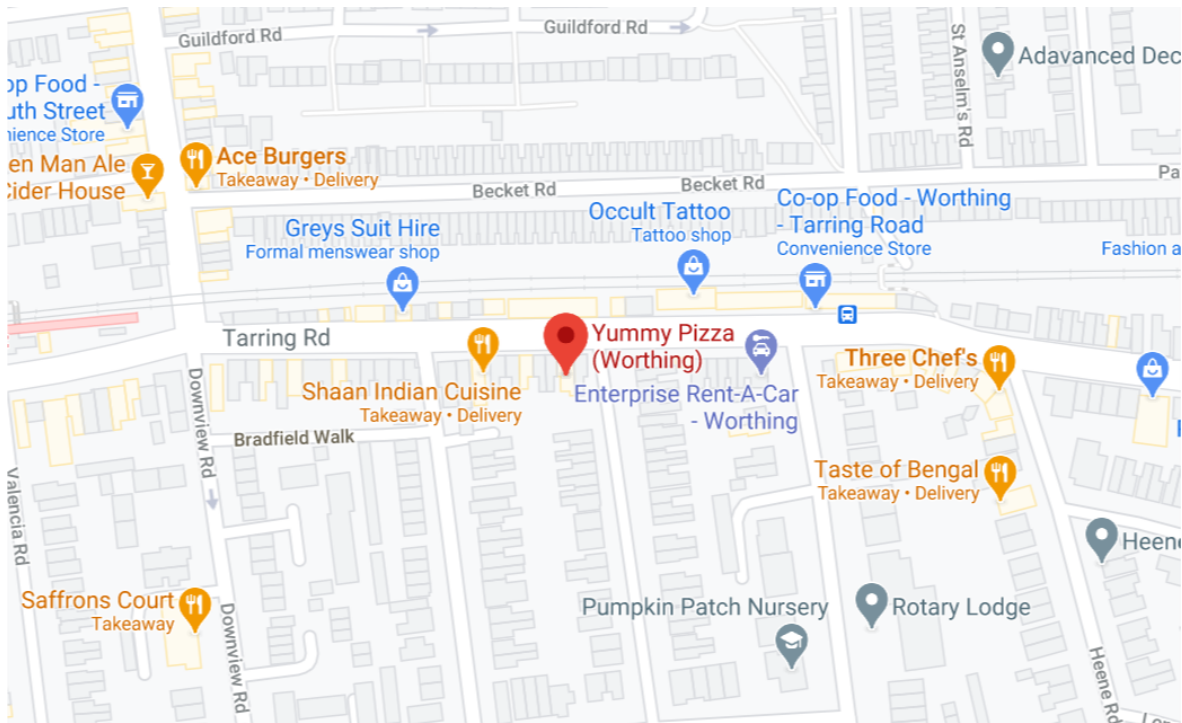 Guildford Rd
Guildford Rd
St Anselm's Rd
Adavanced Dec
op Food -
uth Street
nience Store
en Man Ale
Cider House
Ace Burgers
Takeaway • Delivery
Becket Rd
Becket Rd
Pa
Greys Suit Hire
Formal menswear shop
Occult Tattoo
Tattoo shop
Co-op Food - Worthing
- Tarring Road
Convenience Store
Fashion a
Tarring Rd
Yummy Pizza
(Worthing)
Shaan Indian Cuisine
Takeaway • Delivery
Enterprise Rent-A-Car
- Worthing
Three Chef's
Takeaway • Delivery
Downview Rd
Bradfield Walk
Valencia Rd
Taste of Bengal
Takeaway • Delivery
Heene
Saffrons Court
Takeaway
Downview Rd
Pumpkin Patch Nursery
Rotary Lodge
Heene Rd